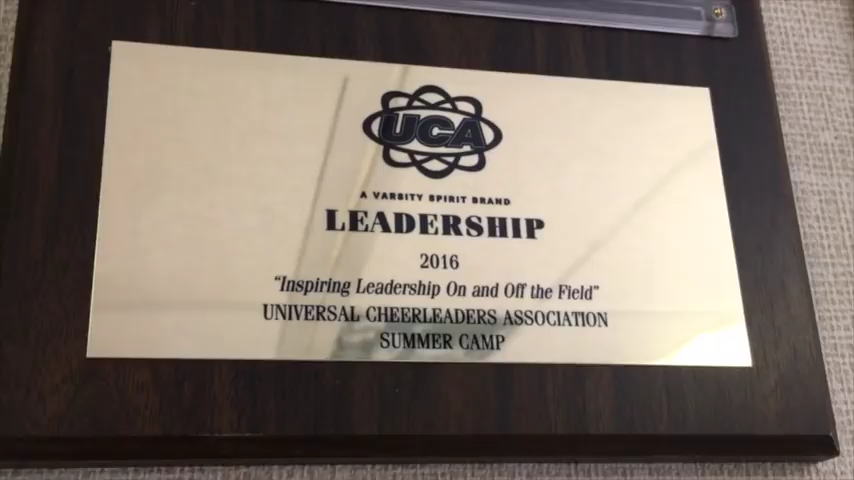 UCA
A VARSITY SPIRIT BRAND
LEADERSHIP
2016
“Inspiring Leadership On and Off the Field”
UNIVERSAL CHEERLEADERS ASSOCIATION
SUMMER CAMP